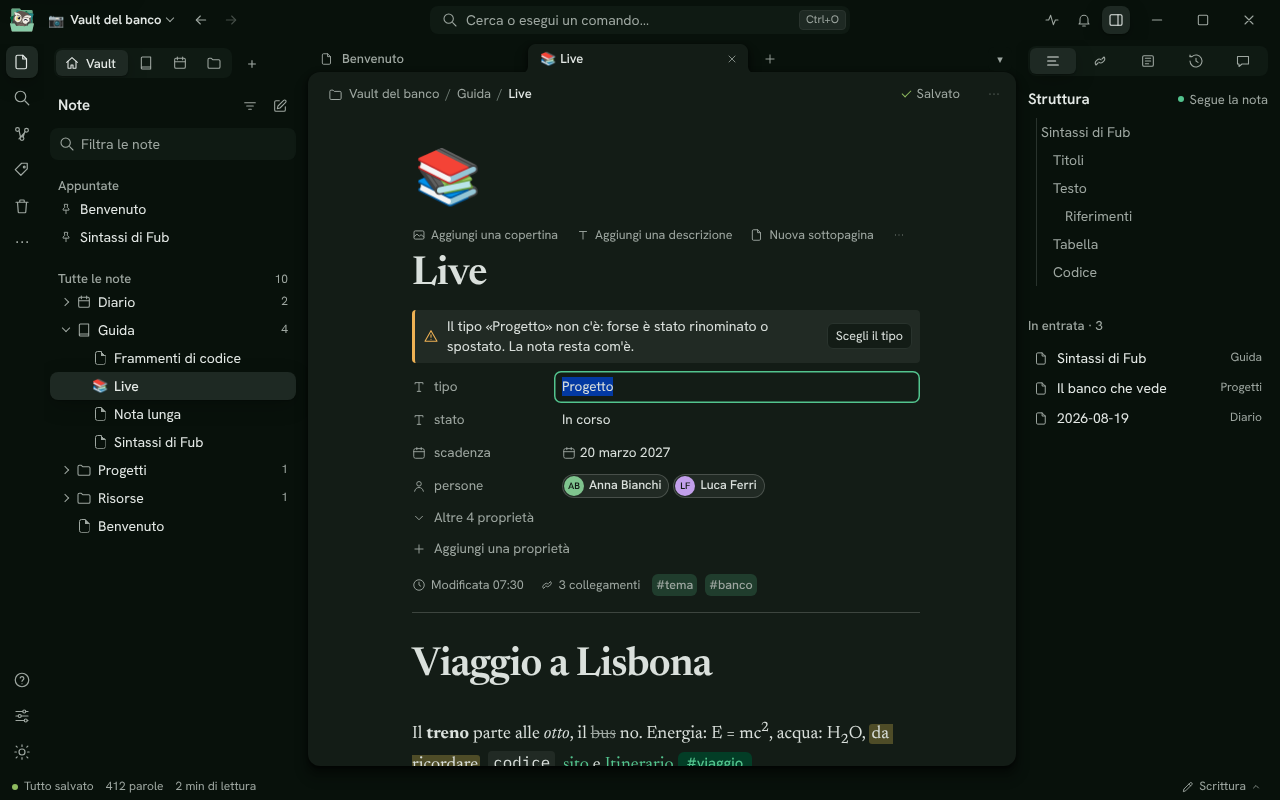 Vault del banco
Cerca o esegui un comando...
Ctrl+O
Vault
Note
Filtra le note
Appuntate
Benvenuto
Sintassi di Fub
Tutte le note 10
Diario 2
Guida 4
Frammenti di codice
Live
Nota lunga
Sintassi di Fub
Progetti 1
Risorse 1
Benvenuto
Benvenuto
Live
Vault del banco / Guida / Live
Salvato
Aggiungi una copertina
Aggiungi una descrizione
Nuova sottopagina
Live
Il tipo «Progetto» non c'è: forse è stato rinominato o
spostato. La nota resta com'è.
Scegli il tipo
tipo Progetto
stato In corso
scadenza 20 marzo 2027
persone AB Anna Bianchi LF Luca Ferri
Altre 4 proprietà
Aggiungi una proprietà
Modificata 07:30 3 collegamenti #tema #banco
Viaggio a Lisbona
Il treno parte alle otto, il bus no. Energia: E = mc², acqua: H₂O, da
ricordare codice sito e Itinerario #viaggio
Struttura
Segue la nota
Sintassi di Fub
Titoli
Testo
Riferimenti
Tabella
Codice
In entrata · 3
Sintassi di Fub Guida
Il banco che vede Progetti
2026-08-19 Diario
Tutto salvato 412 parole 2 min di lettura
Scrittura